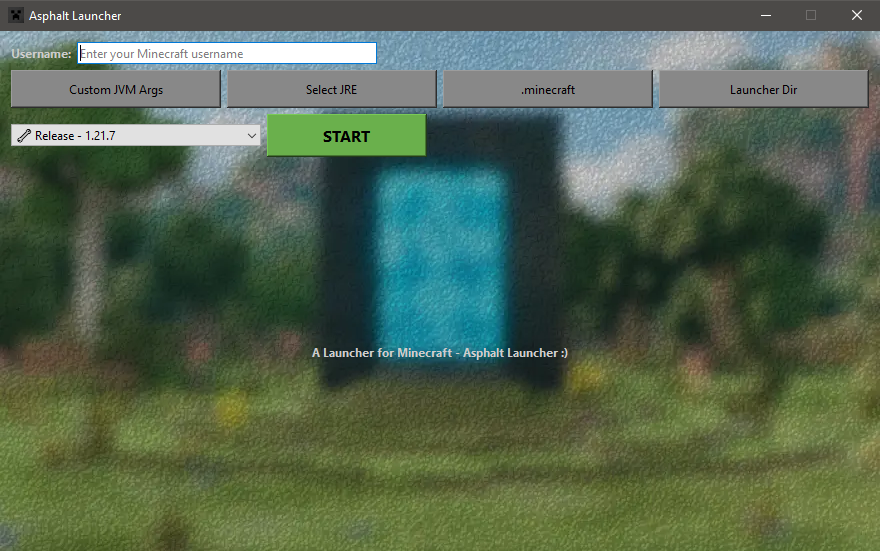 Asphalt Launcher
Username: Enter your Minecraft username
Custom JVM Args Select JRE .minecraft Launcher Dir
Release - 1.21.7 START
A Launcher for Minecraft - Asphalt Launcher :)